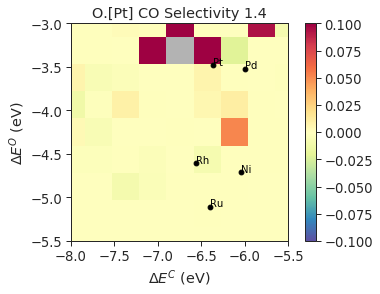 O.[Pt] CO Selectivity 1.4
−3.0
−3.5
−4.0
−4.5
−5.0
−5.5
ΔE^O (eV)
Pt
Pd
Rh
Ni
Ru
−8.0 −7.5 −7.0 −6.5 −6.0 −5.5
ΔE^C (eV)
0.100
0.075
0.050
0.025
0.000
−0.025
−0.050
−0.075
−0.100